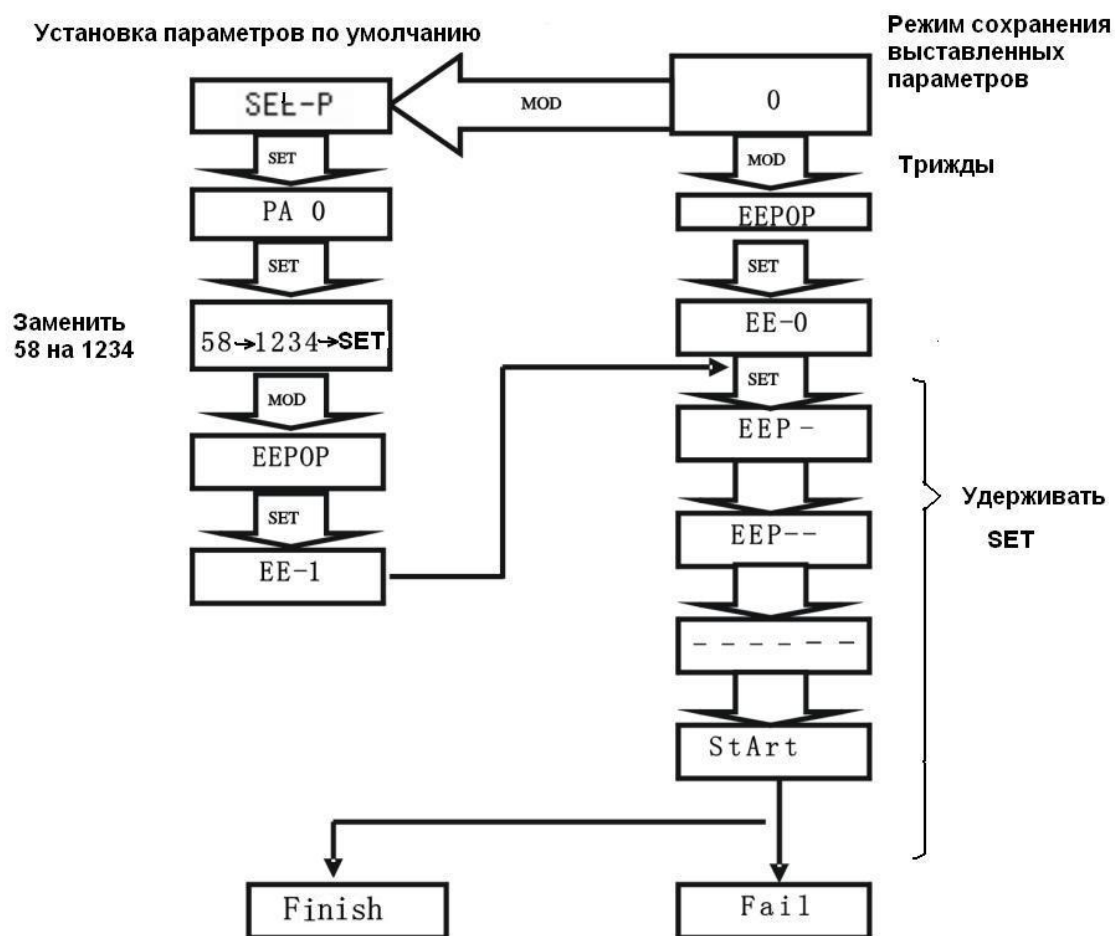 Установка параметров по умолчанию
Режим сохранения
выставленных
параметров
SEt-P
MOD
0
SET
MOD
Трижды
PA 0
EEPOP
SET
SET
Заменить
58 на 1234
58→1234→SET
EE-0
MOD
SET
EEPOP
EEP-
SET
Удерживать
SET
EE-1
EEP--
------
StArt
Finish
Fail